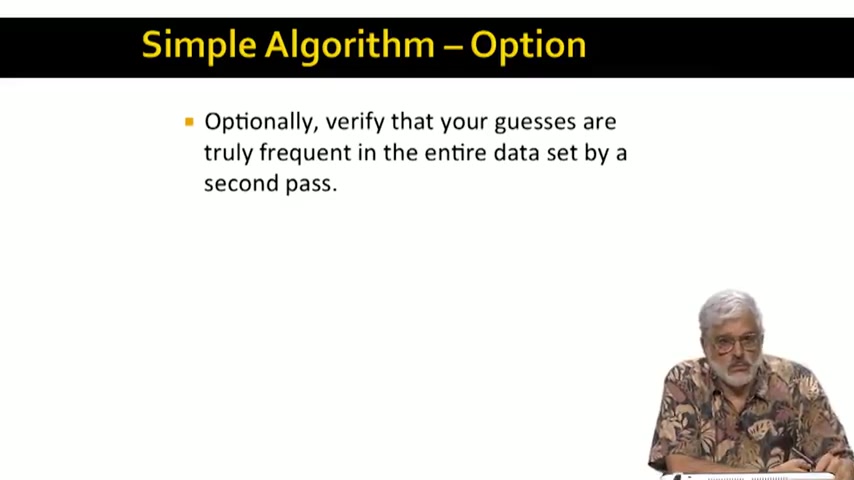 Simple Algorithm – Option
Optionally, verify that your guesses are
truly frequent in the entire data set by a
second pass.